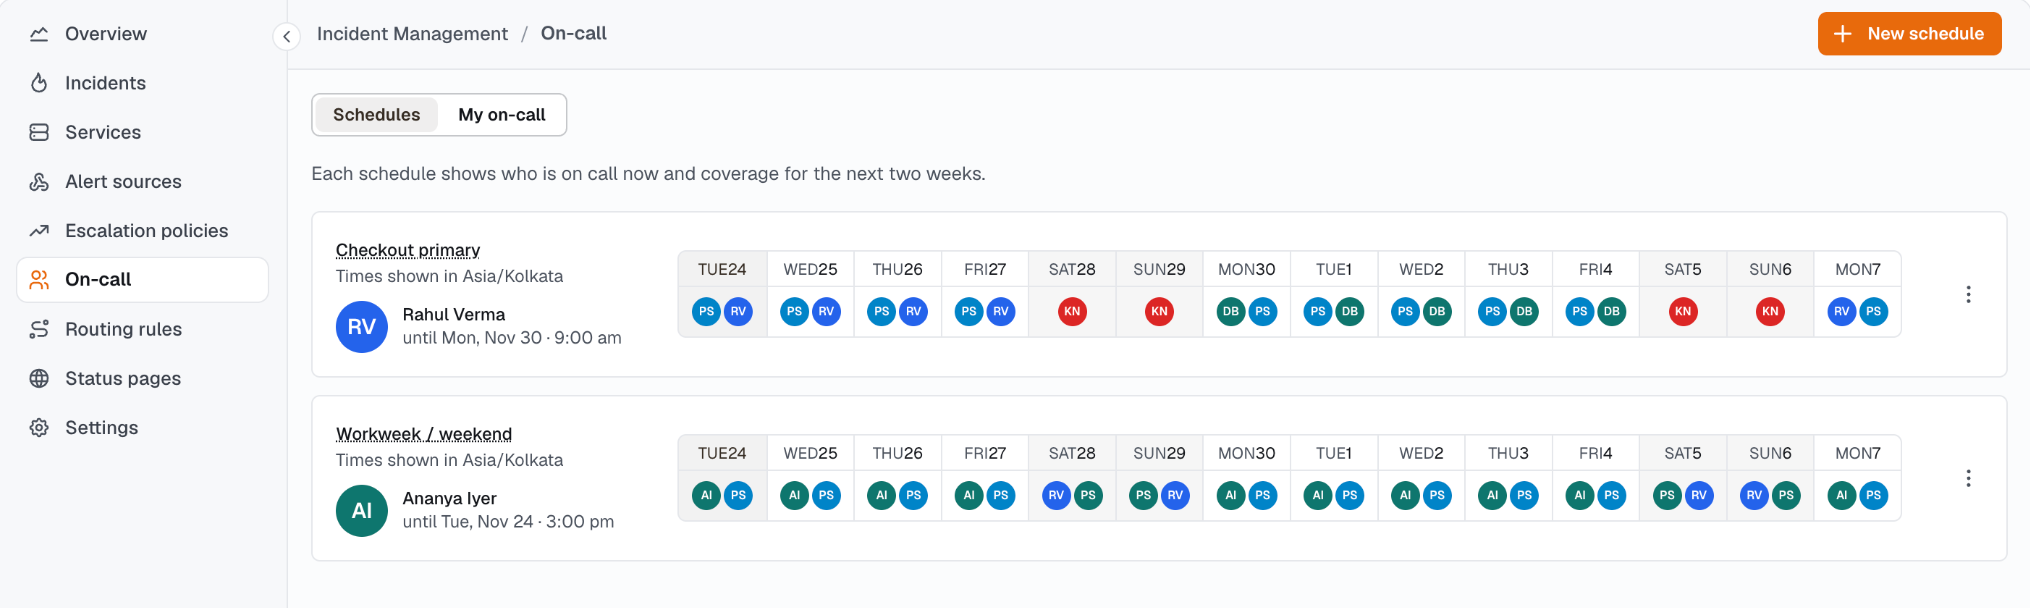 Overview
Incidents
Services
Alert sources
Escalation policies
On-call
Routing rules
Status pages
Settings
Incident Management / On-call
New schedule
Schedules My on-call
Each schedule shows who is on call now and coverage for the next two weeks.
Checkout primary
Times shown in Asia/Kolkata
RV
Rahul Verma
until Mon, Nov 30 · 9:00 am
TUE24 WED25 THU26 FRI27 SAT28 SUN29 MON30 TUE1 WED2 THU3 FRI4 SAT5 SUN6 MON7
PS RV PS RV PS RV PS RV KN KN DB PS PS DB PS DB PS DB PS DB KN KN RV PS
Workweek / weekend
Times shown in Asia/Kolkata
AI
Ananya Iyer
until Tue, Nov 24 · 3:00 pm
TUE24 WED25 THU26 FRI27 SAT28 SUN29 MON30 TUE1 WED2 THU3 FRI4 SAT5 SUN6 MON7
AI PS AI PS AI PS AI PS RV PS PS RV AI PS AI PS AI PS AI PS AI PS PS RV RV PS AI PS